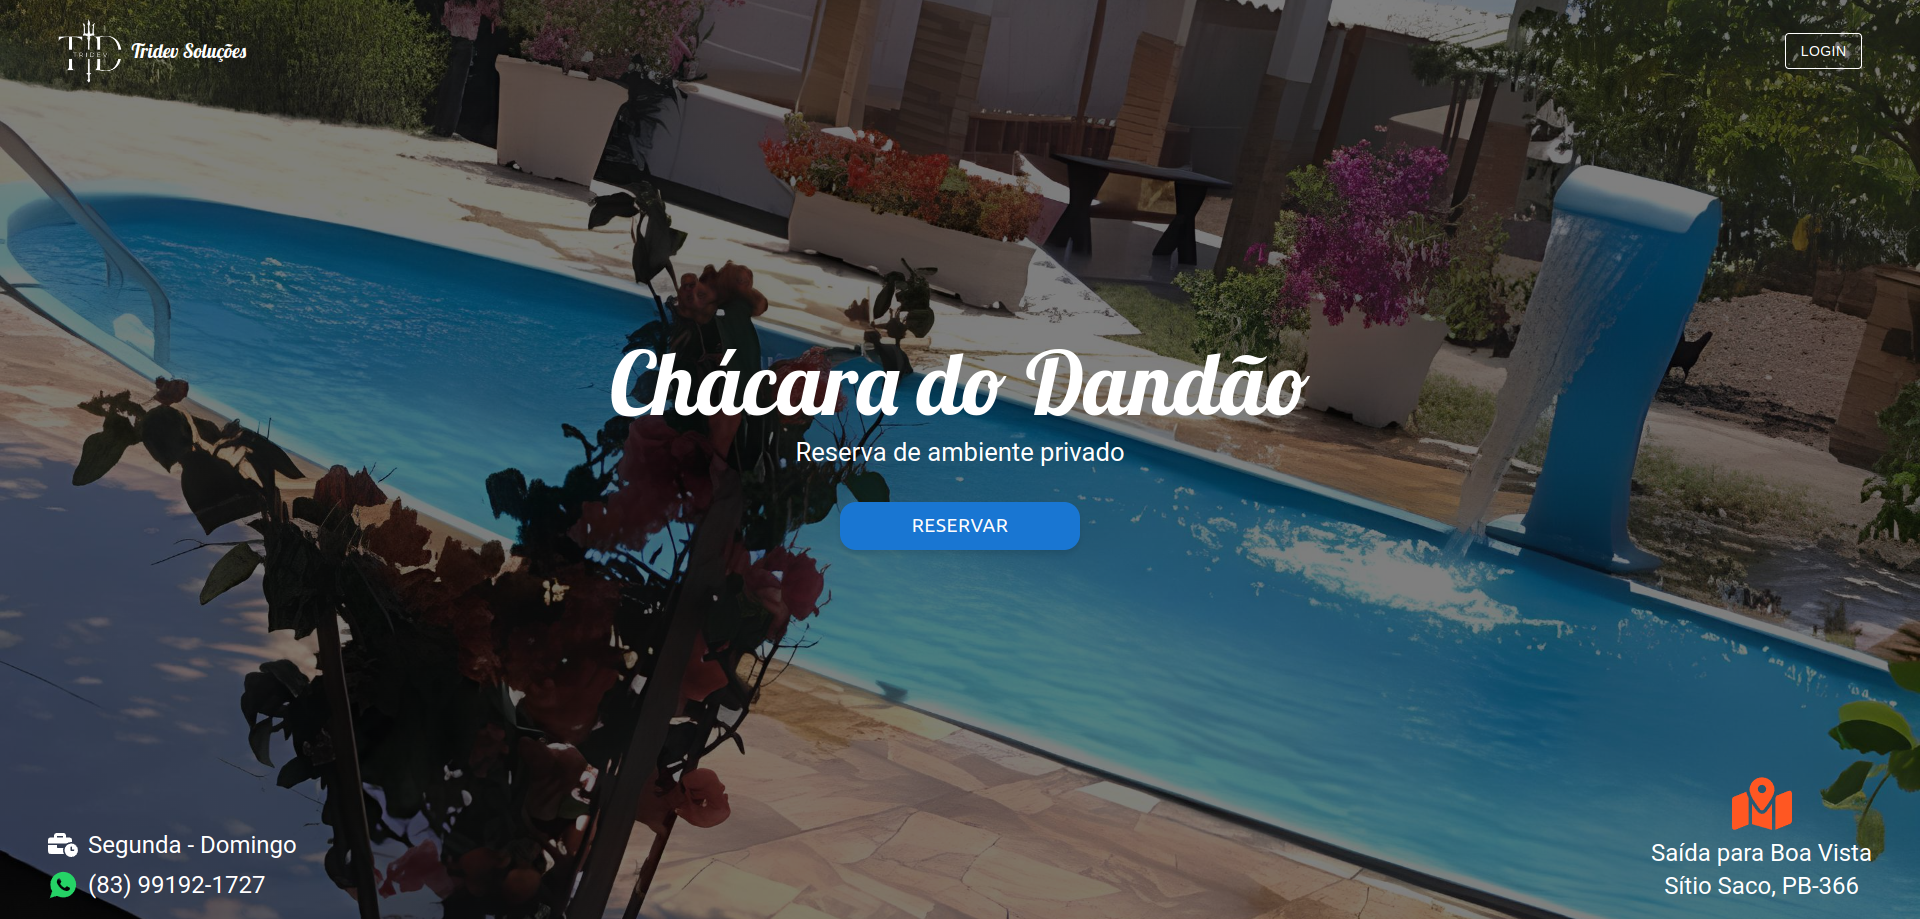 TD
TRIDEV
Tridev Soluções
LOGIN
Chácara do Dandão
Reserva de ambiente privado
RESERVAR
Segunda - Domingo
(83) 99192-1727
Saída para Boa Vista
Sítio Saco, PB-366